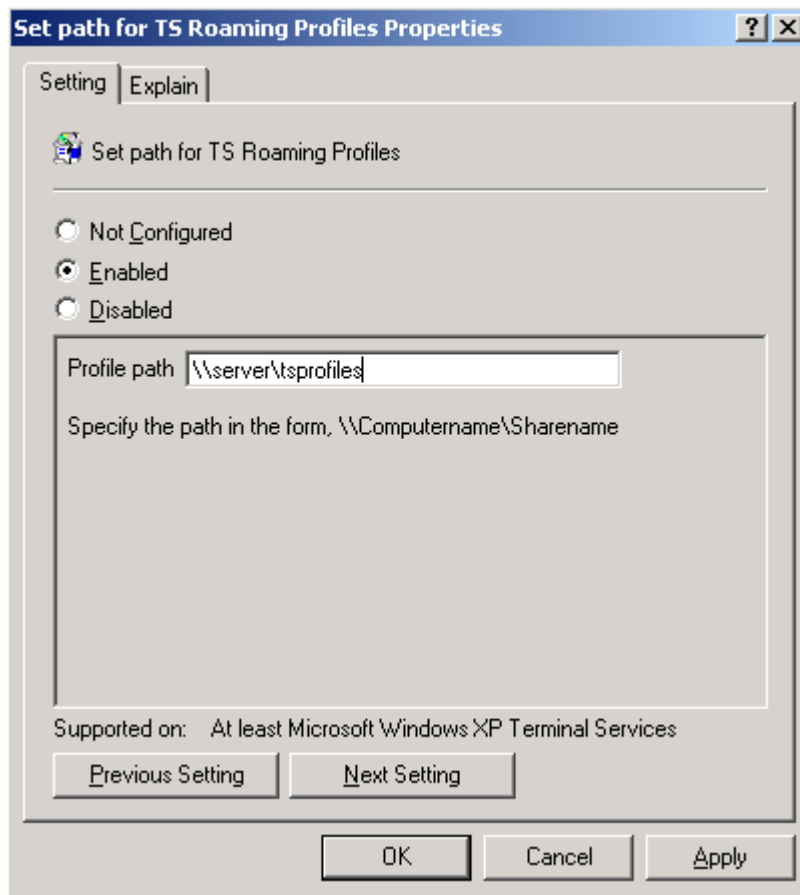 Set path for TS Roaming Profiles Properties
Setting Explain
Set path for TS Roaming Profiles
Not Configured
Enabled
Disabled
Profile path \\server\tsprofiles
Specify the path in the form, \\Computername\Sharename
Supported on: At least Microsoft Windows XP Terminal Services
Previous Setting Next Setting
OK Cancel Apply